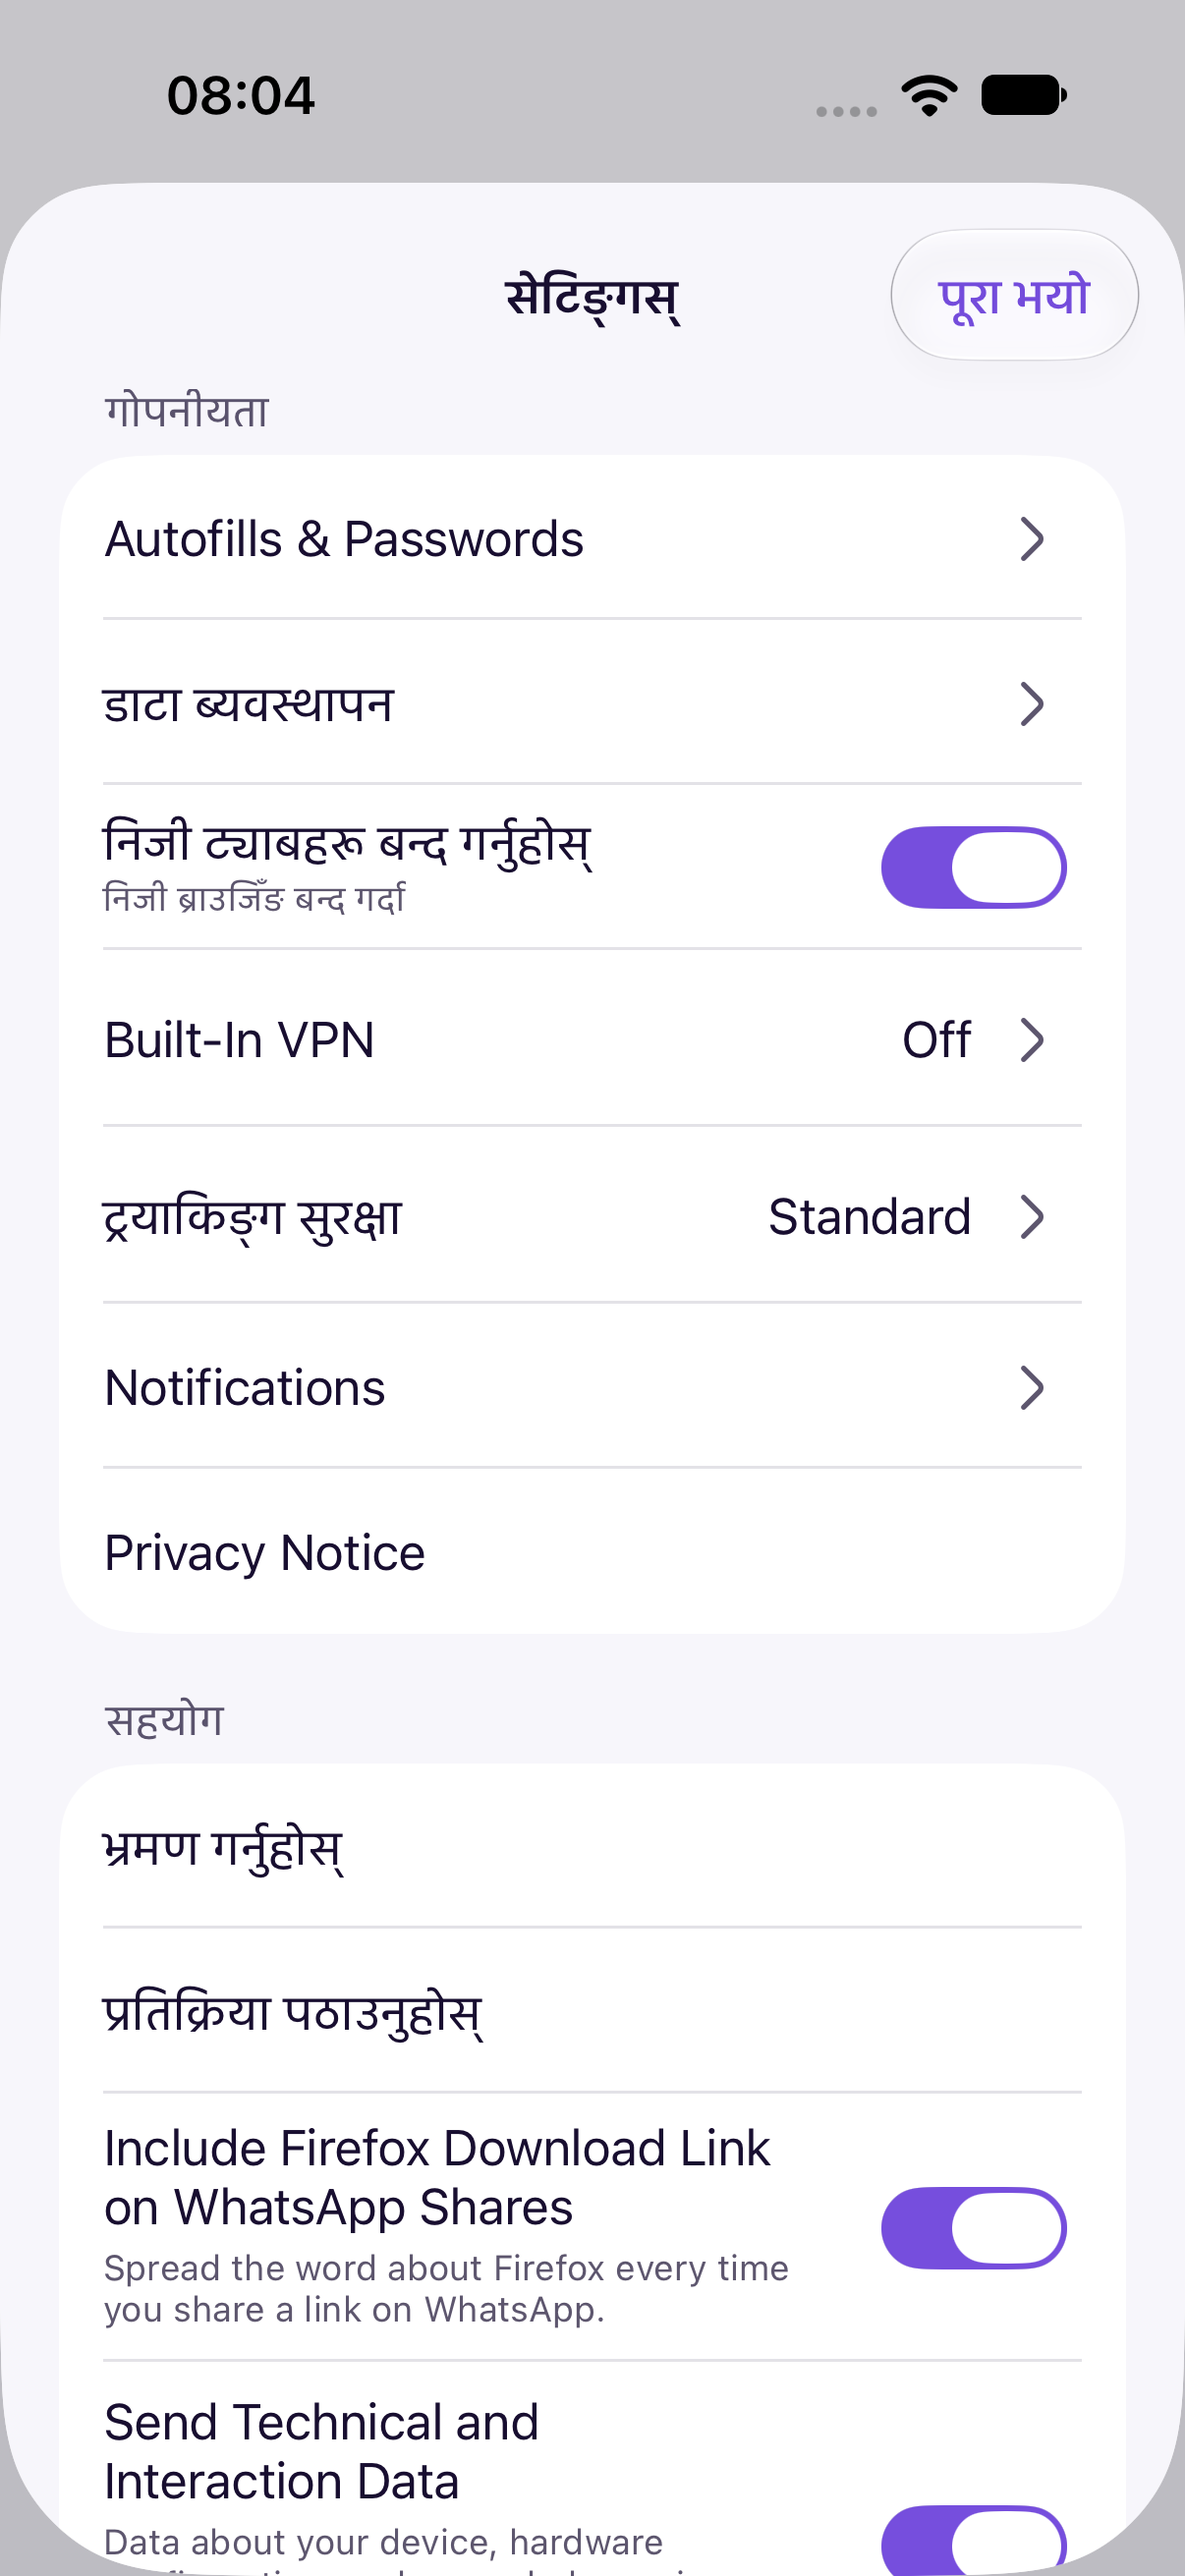 08:04
सेटिङ्गस्
पूरा भयो
गोपनीयता
Autofills & Passwords
डाटा ब्यवस्थापन
निजी ट्याबहरू बन्द गर्नुहोस्
निजी ब्राउजिँङ बन्द गर्दा
Built-In VPN Off
ट्रयाकिङ्ग सुरक्षा Standard
Notifications
Privacy Notice
सहयोग
भ्रमण गर्नुहोस्
प्रतिक्रिया पठाउनुहोस्
Include Firefox Download Link
on WhatsApp Shares
Spread the word about Firefox every time
you share a link on WhatsApp.
Send Technical and
Interaction Data
Data about your device, hardware